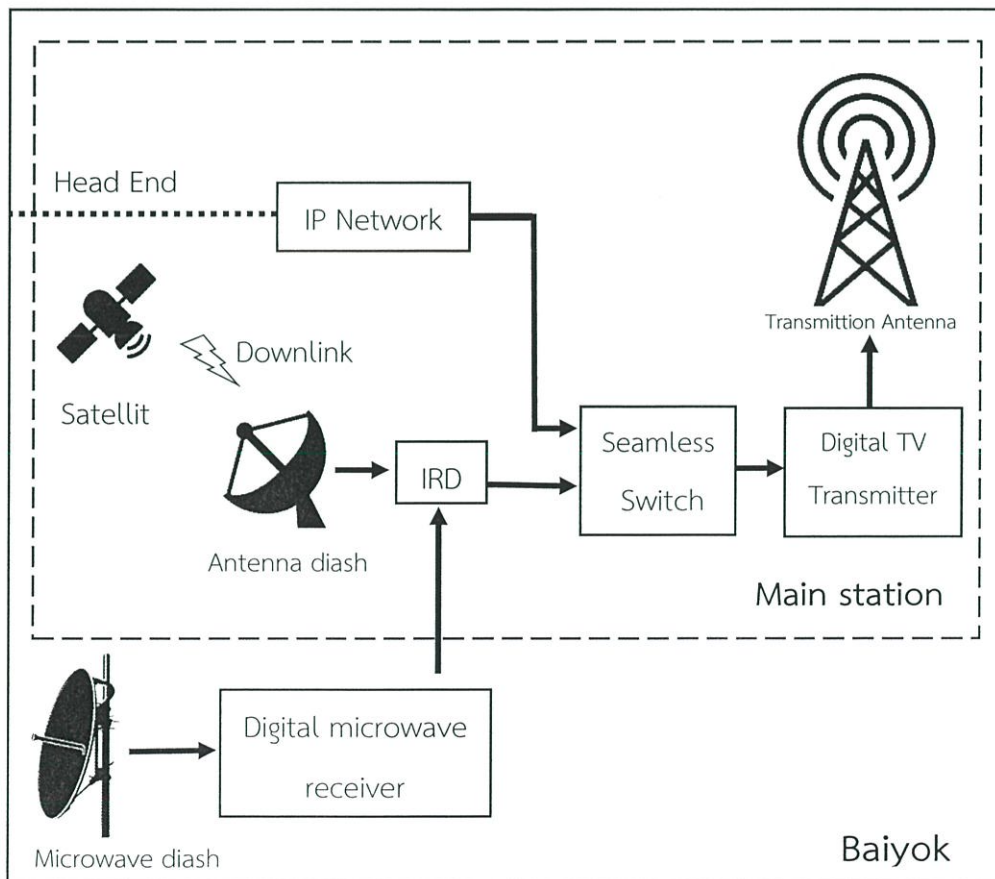 Head End
IP Network
Transmittion Antenna
Downlink
Satellit
Seamless
Switch
Digital TV
Transmitter
IRD
Antenna diash
Main station
Digital microwave
receiver
Microwave diash
Baiyok